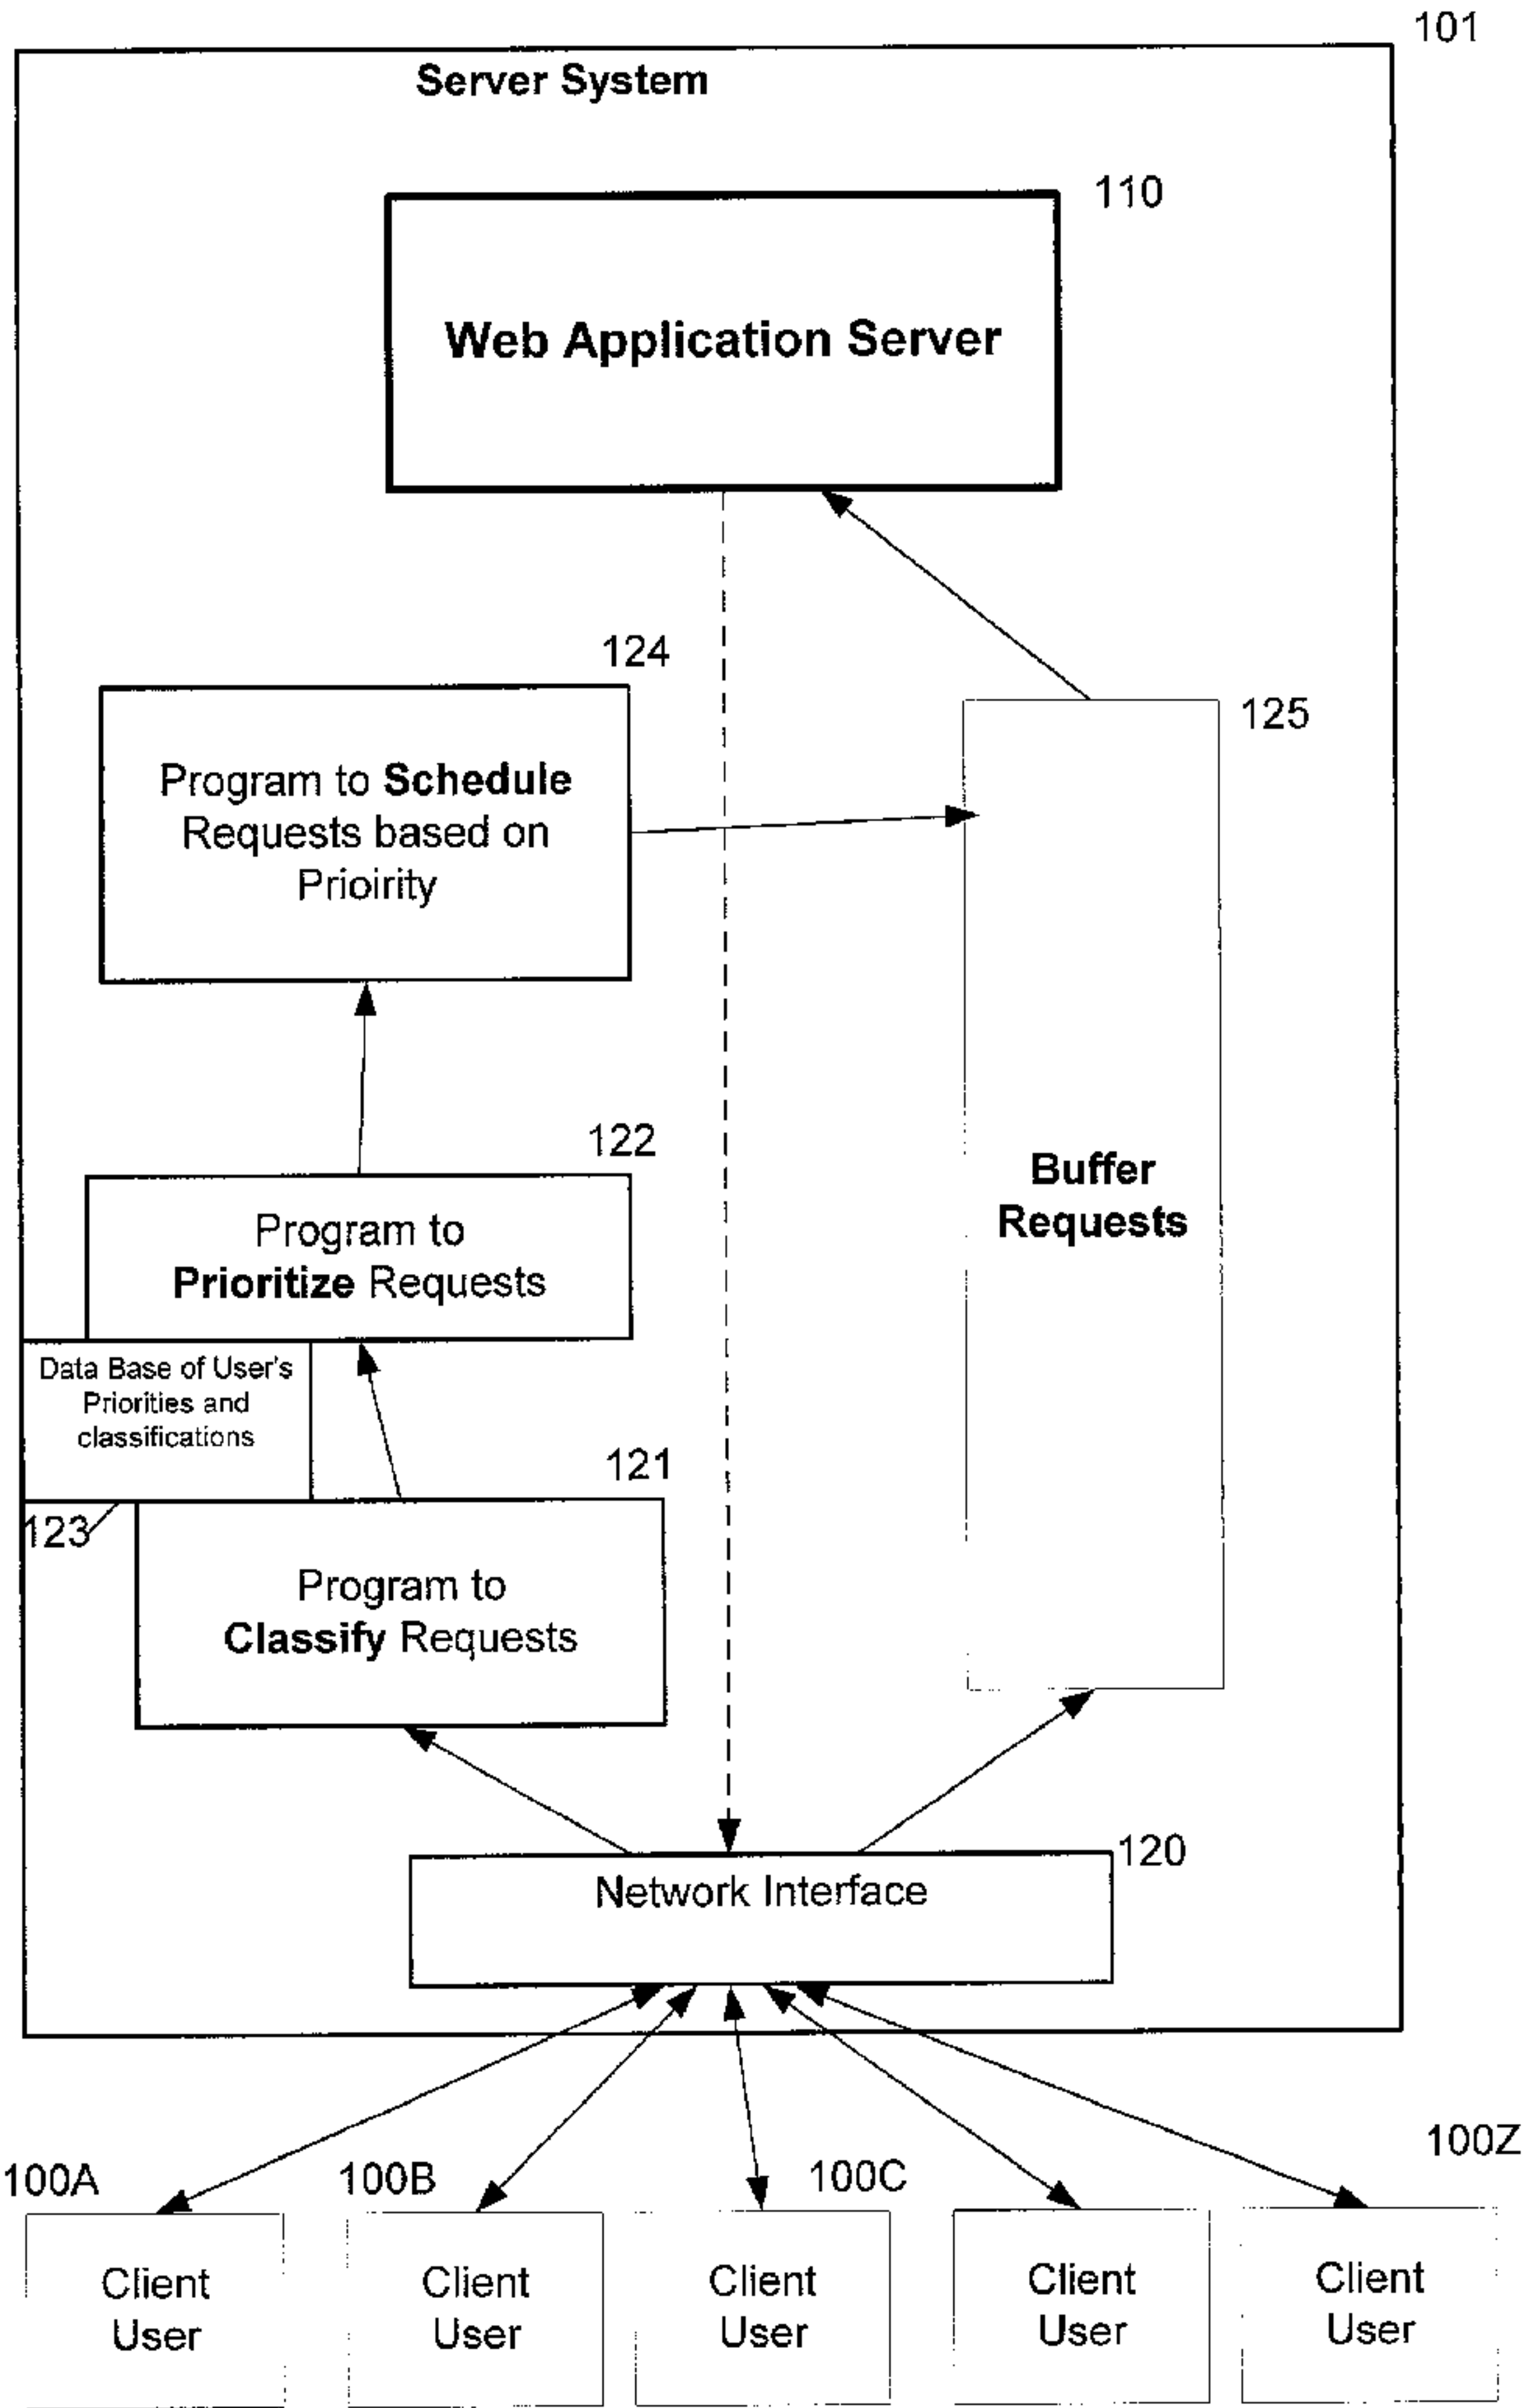 101
Server System
110
Web Application Server
124
125
Program to Schedule
Requests based on
Prioirity
122
Buffer
Requests
Program to
Prioritize Requests
Data Base of User's
Priorities and
classifications
121
123
Program to
Classify Requests
120
Network Interface
100A
100B
100C
100Z
Client
User
Client
User
Client
User
Client
User
Client
User